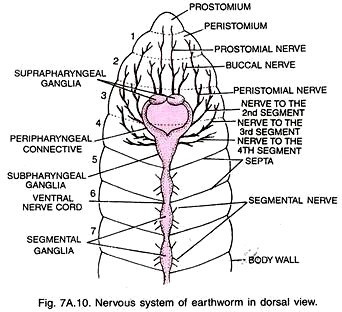 PROSTOMIUM
PERISTOMIUM
PROSTOMIAL NERVE
BUCCAL NERVE
SUPRAPHARYNGEAL
GANGLIA
PERISTOMIAL NERVE
NERVE TO THE
2nd SEGMENT
NERVE TO THE
3rd SEGMENT
NERVE TO THE
4TH SEGMENT
PERIPHARYNGEAL
CONNECTIVE
SEPTA
SUBPHARYNGEAL
GANGLIA
VENTRAL
NERVE CORD
SEGMENTAL NERVE
SEGMENTAL
GANGLIA
BODY WALL
1
2
3
4
5
6
7
Fig. 7A.10. Nervous system of earthworm in dorsal view.